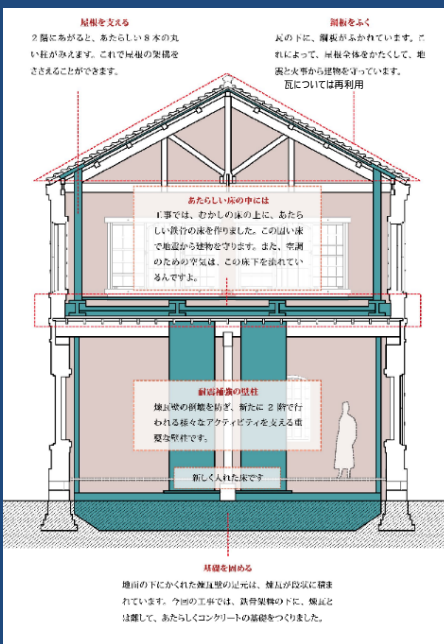 屋根を支える
2階にあがると、あたらしい8本の丸
い柱がみえます。これで屋根の架構を
ささえることができます。
鋼板をふく
瓦の下に、鋼板がふかれています。こ
れによって、屋根全体をかたくして、地
震と火事から建物を守っています。
瓦については再利用
あたらしい床の中には
工事では、むかしの床の上に、あたら
しい鉄骨の床を作りました。この固い床
で地震から建物を守ります。また、空調
のための空気は、この床下を流れてい
るんですよ。
耐震補強の壁柱
煉瓦壁の倒壊を防ぎ、新たに2階で行
われる様々なアクティビティを支える重
要な壁柱です。
新しく入れた床です
基礎を固める
地面の下にかくれた煉瓦壁の足元は、煉瓦が段状に積ま
れています。今回の工事では、鉄骨架構の下に、煉瓦と
は離して、あたらしくコンクリートの基礎をつくりました。